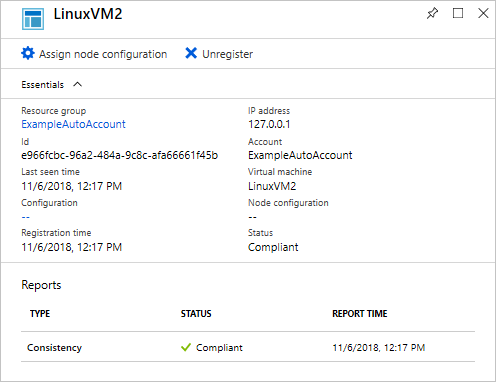 LinuxVM2
Assign node configuration Unregister
Essentials
Resource group IP address
ExampleAutoAccount 127.0.0.1
Id Account
e966fcbc-96a2-484a-9c8c-afa66661f45b ExampleAutoAccount
Last seen time Virtual machine
11/6/2018, 12:17 PM LinuxVM2
Configuration Node configuration
-- --
Registration time Status
11/6/2018, 12:17 PM Compliant
Reports
TYPE STATUS REPORT TIME
Consistency Compliant 11/6/2018, 12:17 PM